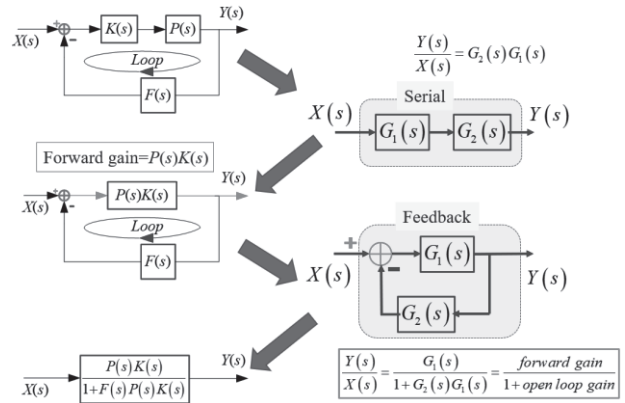 K(s) P(s) Y(s)
X(s)
Loop
F(s)
Y(s)/X(s) = G₂(s)G₁(s)
Serial
X(s) G₁(s) G₂(s) Y(s)
Forward gain=P(s)K(s)
P(s)K(s) Y(s)
X(s)
Loop
F(s)
Feedback
+
G₁(s)
X(s) − Y(s)
G₂(s)
P(s)K(s) Y(s)
X(s) 1+F(s)P(s)K(s)
Y(s)/X(s) = G₁(s)/(1+G₂(s)G₁(s)) = forward gain/(1+open loop gain)